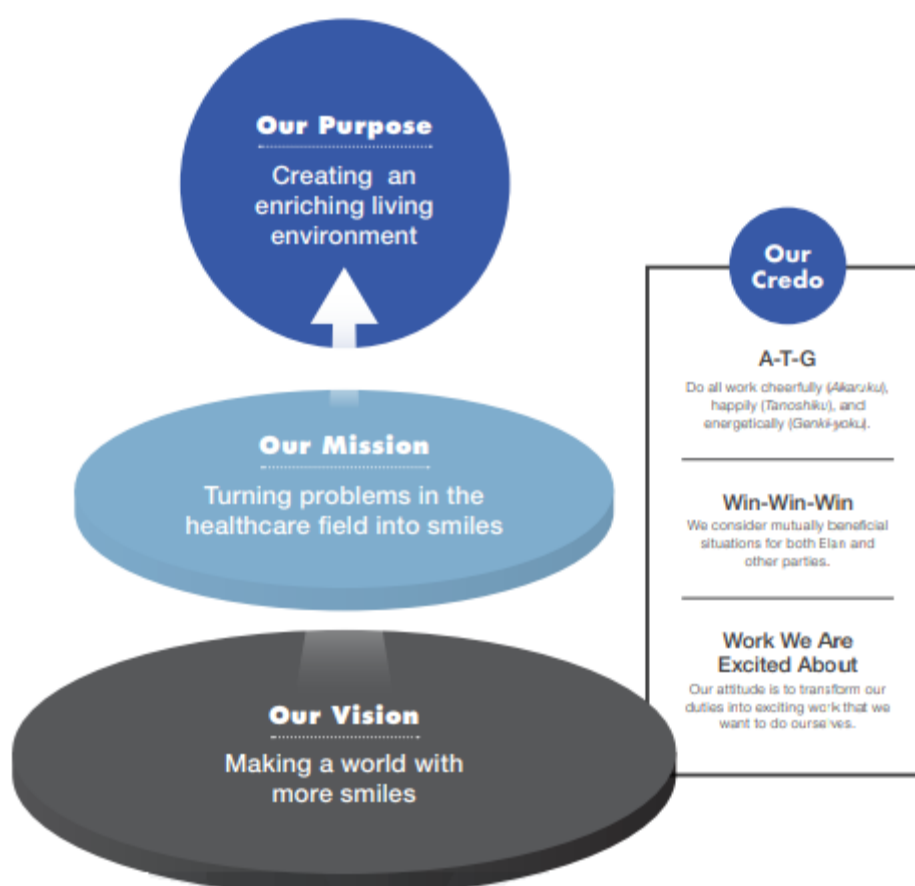 Our Purpose
Creating an
enriching living
environment
Our Mission
Turning problems in the
healthcare field into smiles
Our Vision
Making a world with
more smiles
Our
Credo
A-T-G
Do all work cheerfully (Akaruku),
happily (Tanoshiku), and
energetically (Genki-yoku).
Win-Win-Win
We consider mutually beneficial
situations for both Elan and
other parties.
Work We Are
Excited About
Our attitude is to transform our
duties into exciting work that we
want to do ourselves.